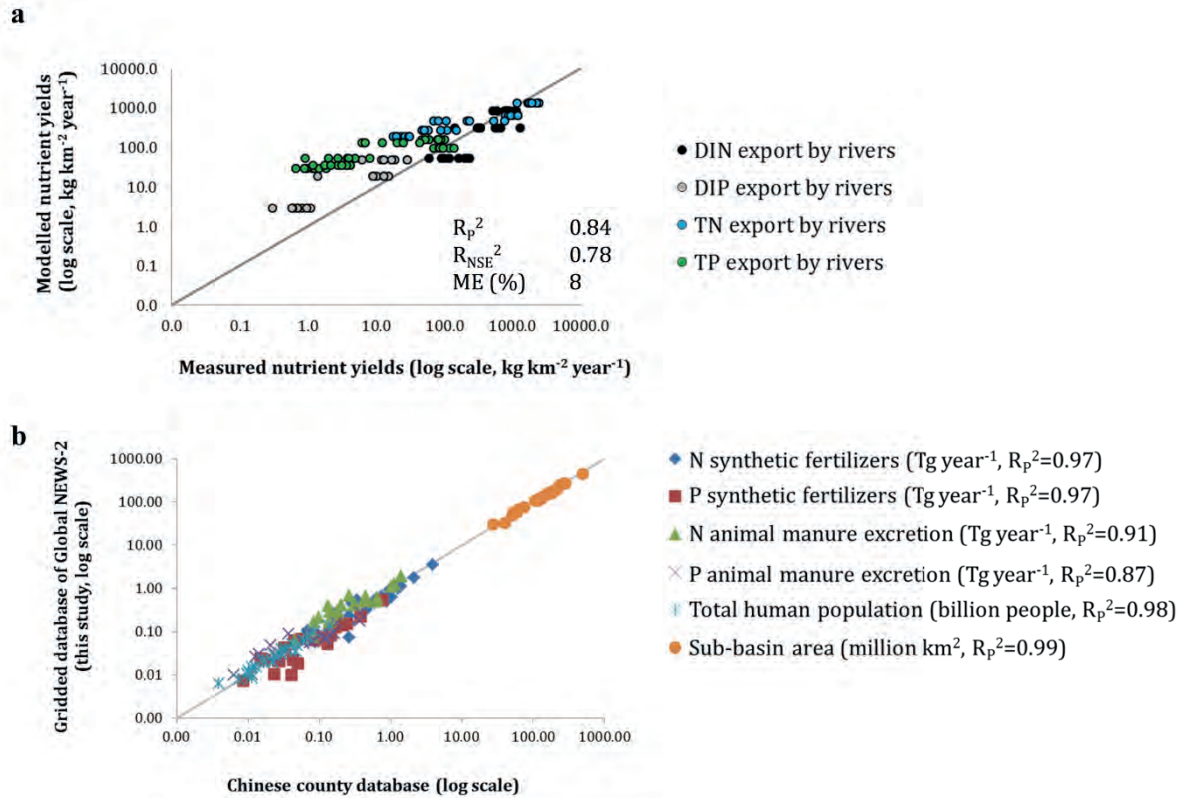 a
Modelled nutrient yields
(log scale, kg km⁻² year⁻¹)
10000.0
1000.0
100.0
10.0
1.0
0.1
0.0
R_P² 0.84
R_NSE² 0.78
ME (%) 8
0.0 0.1 1.0 10.0 100.0 1000.0 10000.0
Measured nutrient yields (log scale, kg km⁻² year⁻¹)
DIN export by rivers
DIP export by rivers
TN export by rivers
TP export by rivers
b
Gridded database of Global NEWS-2
(this study, log scale)
1000.00
100.00
10.00
1.00
0.10
0.01
0.00
0.00 0.01 0.10 1.00 10.00 100.00 1000.00
Chinese county database (log scale)
N synthetic fertilizers (Tg year⁻¹, R_P²=0.97)
P synthetic fertilizers (Tg year⁻¹, R_P²=0.97)
N animal manure excretion (Tg year⁻¹, R_P²=0.91)
P animal manure excretion (Tg year⁻¹, R_P²=0.87)
Total human population (billion people, R_P²=0.98)
Sub-basin area (million km², R_P²=0.99)